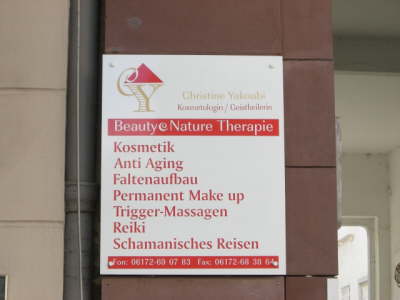 CY
Christine Yakoubi
Kosmetologin / Geistheilerin
Beauty & Nature Therapie
Kosmetik
Anti Aging
Faltenaufbau
Permanent Make up
Trigger-Massagen
Reiki
Schamanisches Reisen
Fon: 06172-69 07 83 Fax: 06172-68 38 64